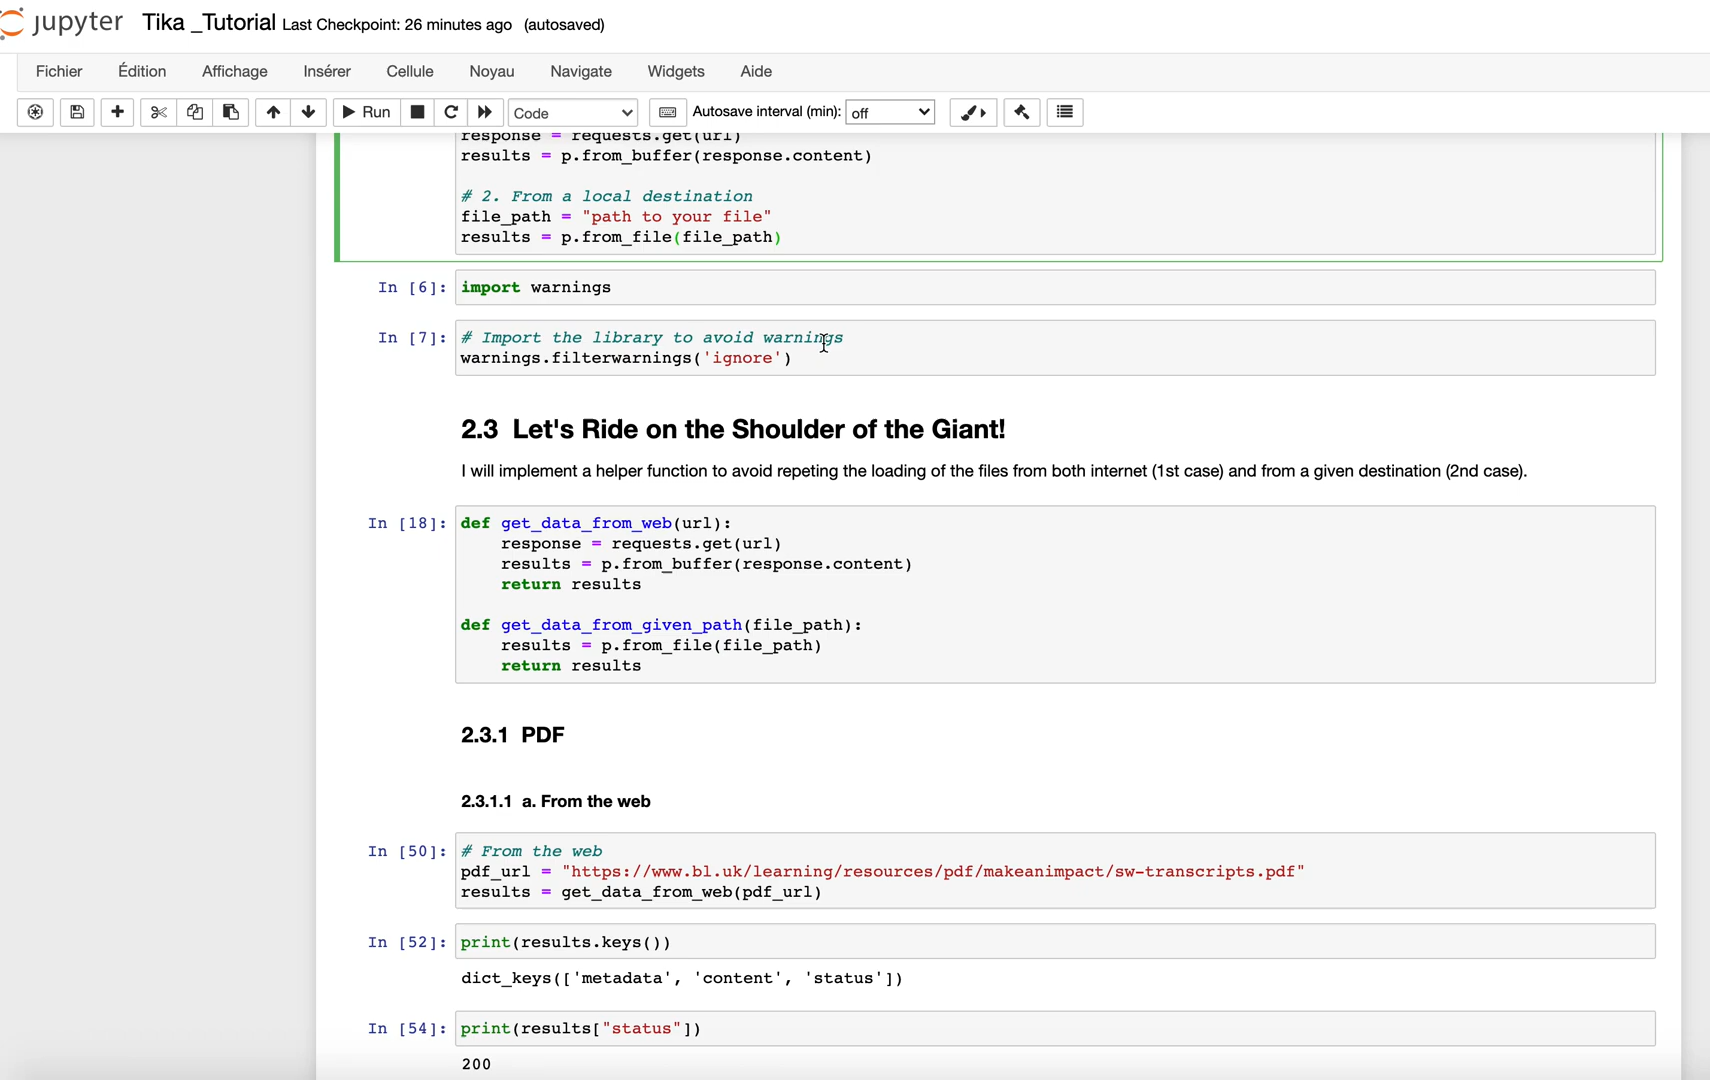 jupyter Tika _Tutorial Last Checkpoint: 26 minutes ago (autosaved)
Fichier Édition Affichage Insérer Cellule Noyau Navigate Widgets Aide
Run Code Autosave interval (min): off
response = requests.get(url)
results = p.from_buffer(response.content)
# 2. From a local destination
file_path = "path to your file"
results = p.from_file(file_path)
In [6]: import warnings
In [7]: # Import the library to avoid warnings
warnings.filterwarnings('ignore')
2.3 Let's Ride on the Shoulder of the Giant!
I will implement a helper function to avoid repeting the loading of the files from both internet (1st case) and from a given destination (2nd case).
In [18]: def get_data_from_web(url):
response = requests.get(url)
results = p.from_buffer(response.content)
return results
def get_data_from_given_path(file_path):
results = p.from_file(file_path)
return results
2.3.1 PDF
2.3.1.1 a. From the web
In [50]: # From the web
pdf_url = "https://www.bl.uk/learning/resources/pdf/makeanimpact/sw-transcripts.pdf"
results = get_data_from_web(pdf_url)
In [52]: print(results.keys())
dict_keys(['metadata', 'content', 'status'])
In [54]: print(results["status"])
200